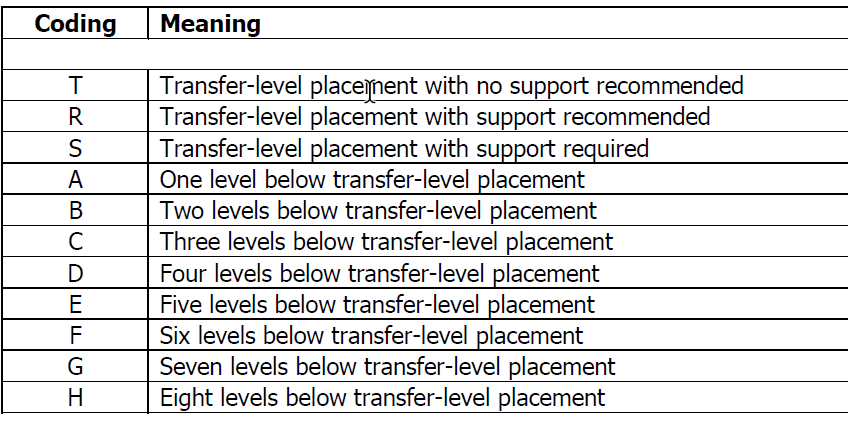 Coding Meaning
T Transfer-level placement with no support recommended
R Transfer-level placement with support recommended
S Transfer-level placement with support required
A One level below transfer-level placement
B Two levels below transfer-level placement
C Three levels below transfer-level placement
D Four levels below transfer-level placement
E Five levels below transfer-level placement
F Six levels below transfer-level placement
G Seven levels below transfer-level placement
H Eight levels below transfer-level placement